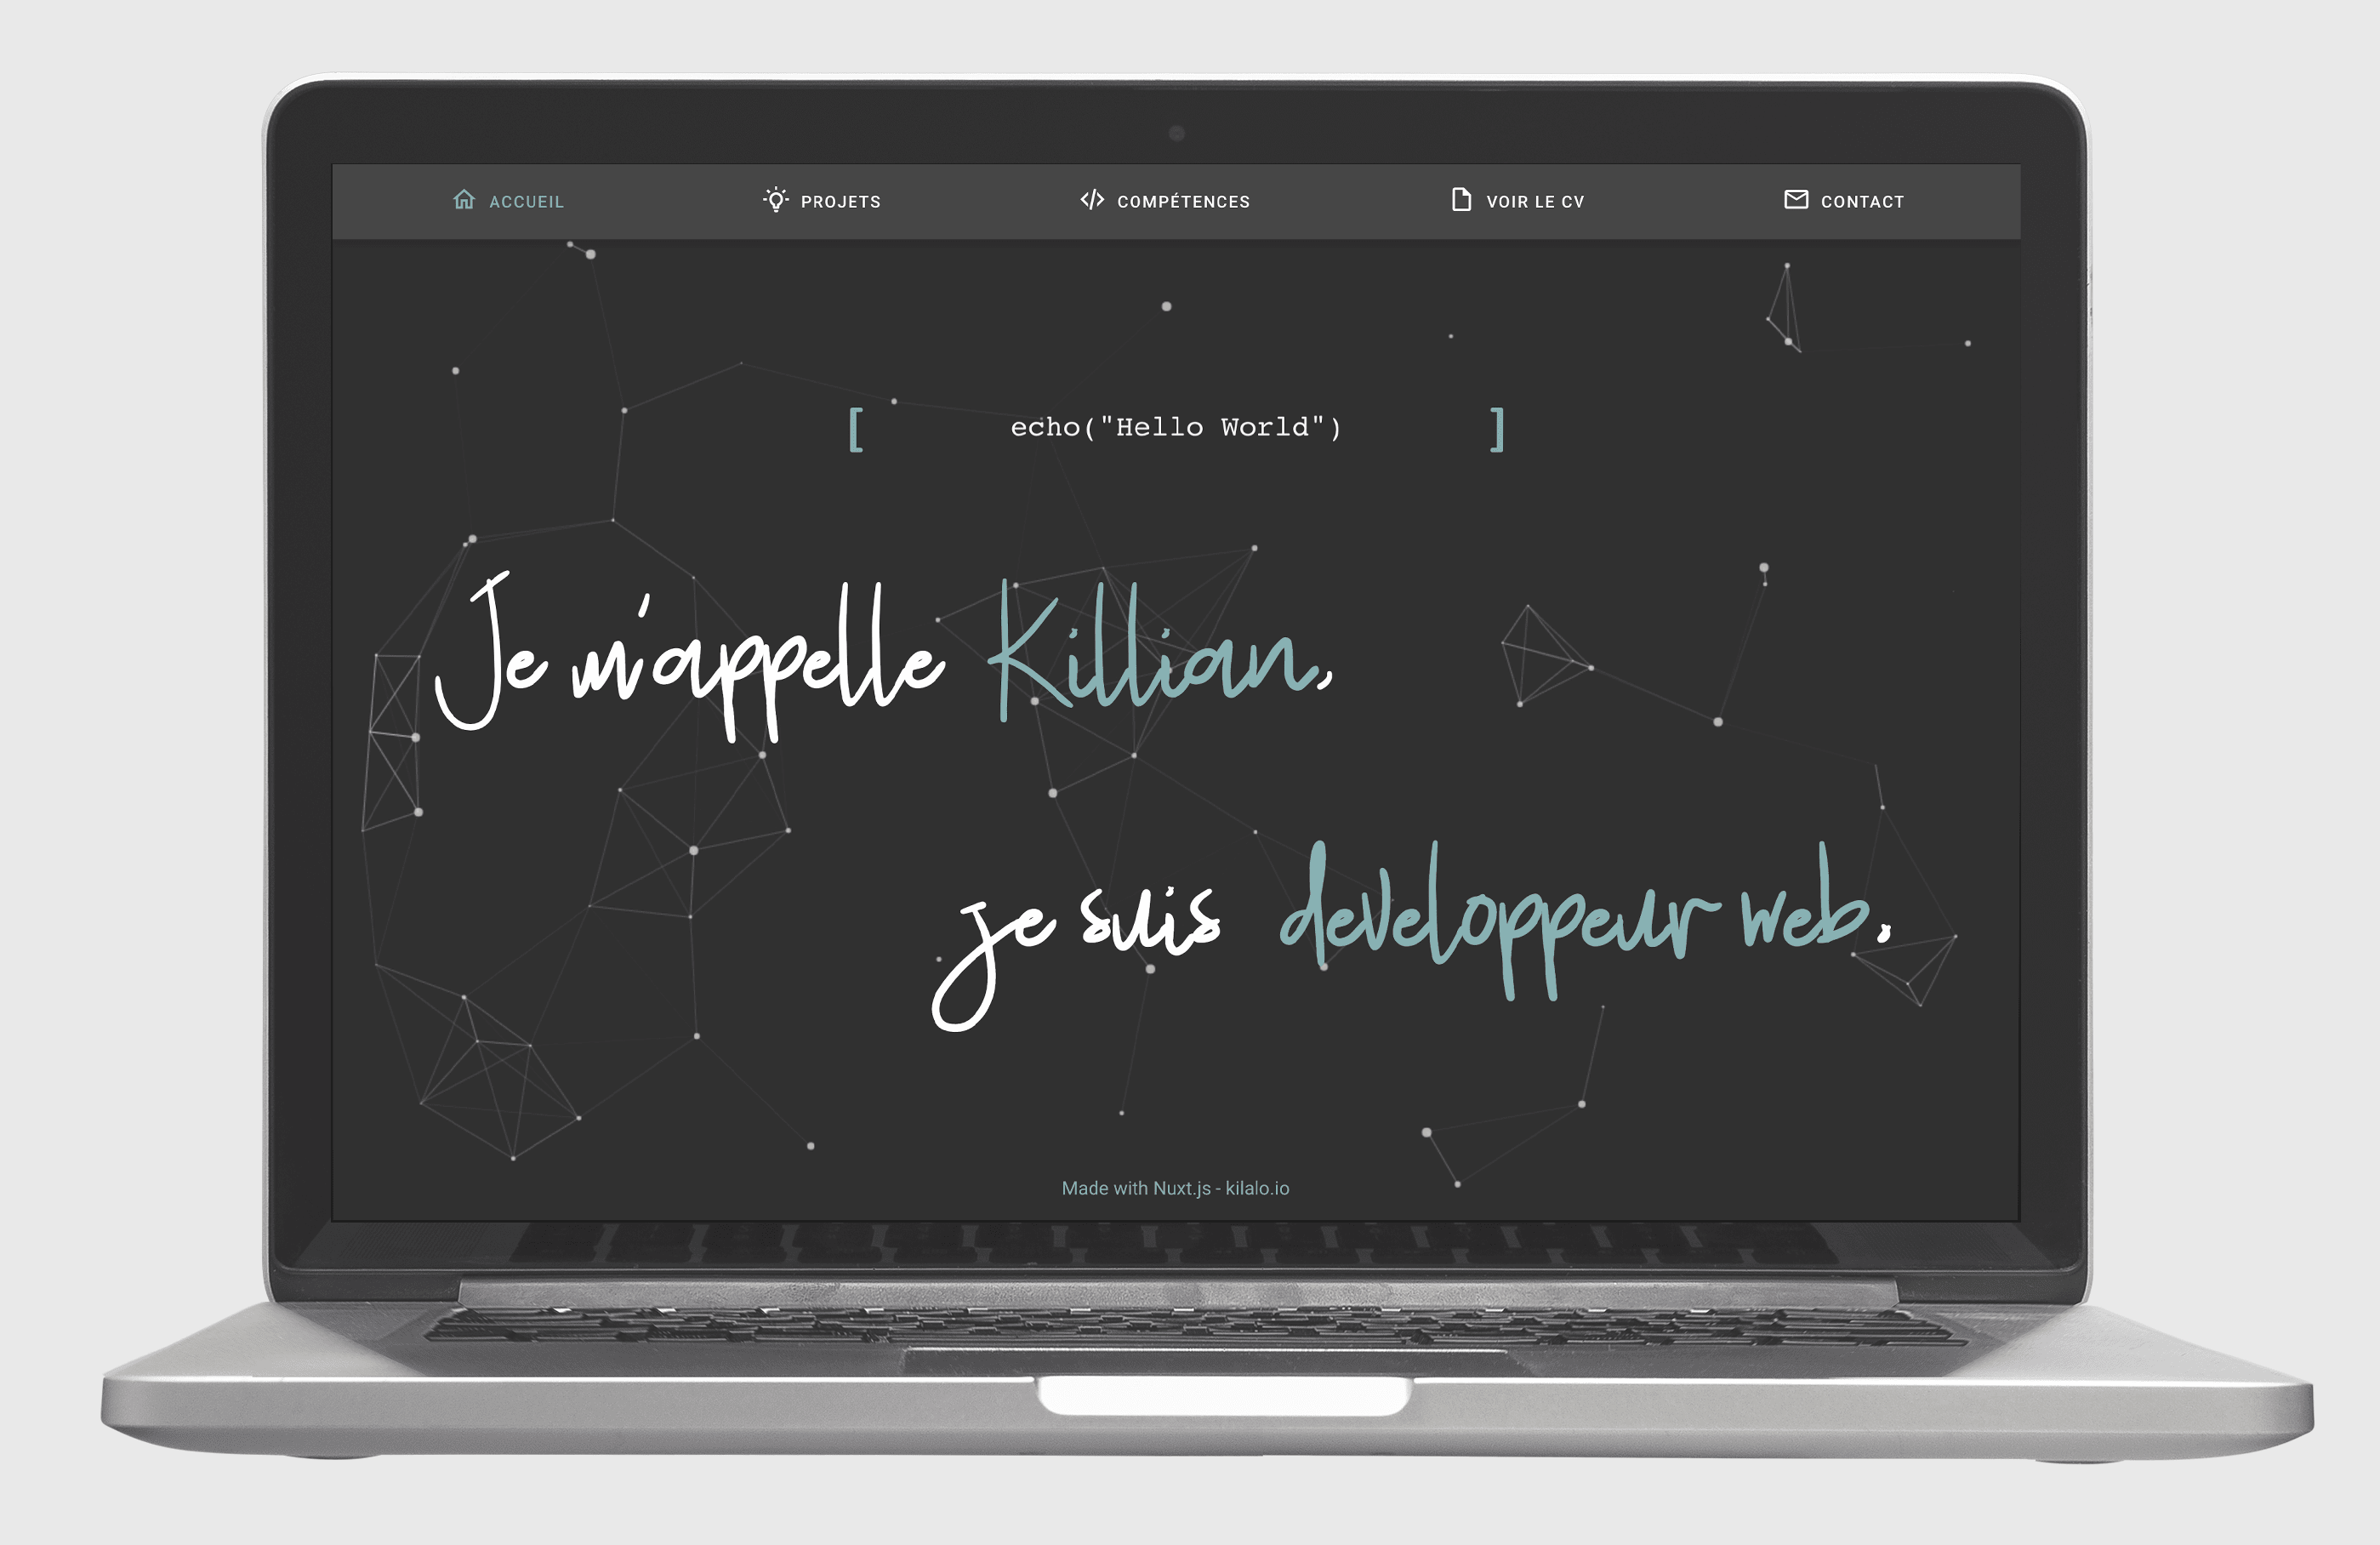 ACCUEIL PROJETS COMPÉTENCES VOIR LE CV CONTACT
[ echo("Hello World") ]
Je m'appelle Killian,
je suis developpeur web.
Made with Nuxt.js - kilalo.io